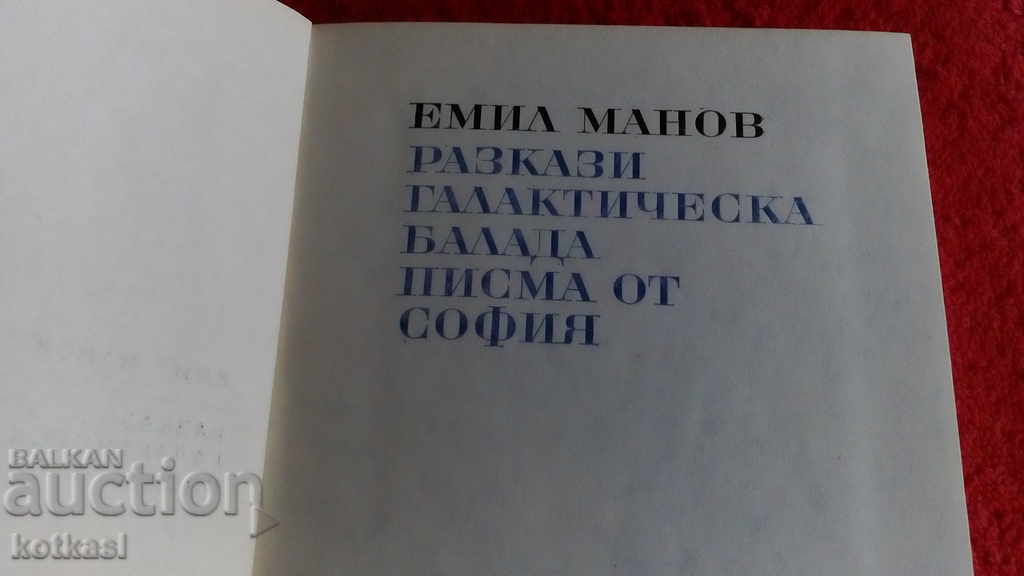 ЕМИЛ МАНОВ
РАЗКАЗИ
ГАЛАКТИЧЕСКА
БАЛАДА
ПИСМА ОТ
СОФИЯ
BALKAN
auction
kotkasl